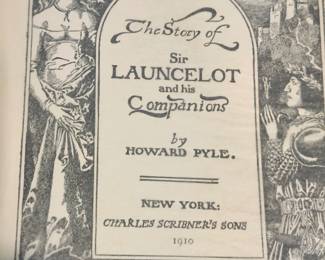 The Story of
Sir
LAUNCELOT
and his
Companions
by
HOWARD PYLE.
NEW YORK:
CHARLES SCRIBNER'S SONS
1910